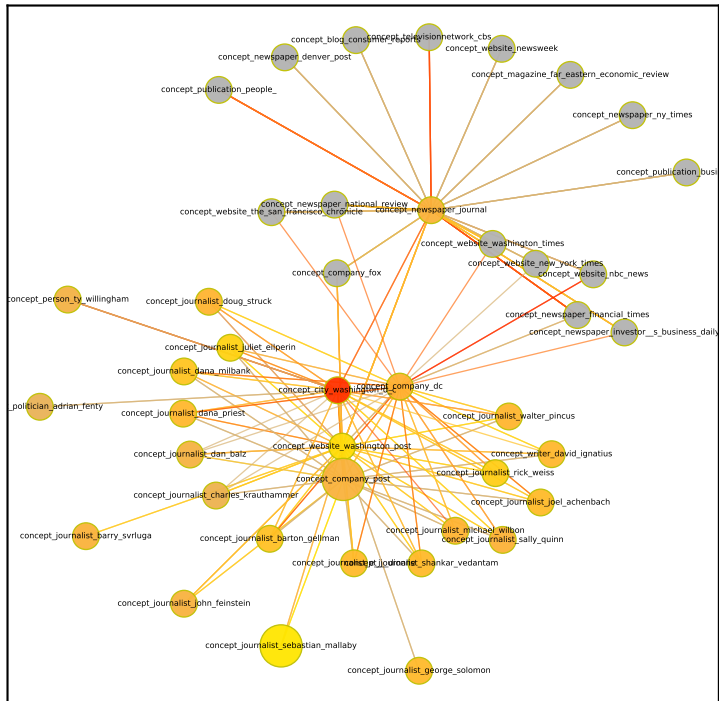 concept_televisionnetwork_cbs
concept_blog_consumer_reports
concept_website_newsweek
concept_newspaper_denver_post
concept_magazine_far_eastern_economic_review
concept_publication_people_
concept_newspaper_ny_times
concept_publication_busi
concept_newspaper_national_review
concept_newspaper_journal
concept_website_the_san_francisco_chronicle
concept_website_washington_times
concept_website_new_york_times
concept_company_fox
concept_website_nbc_news
concept_person_ty_willingham
concept_journalist_doug_struck
concept_newspaper_financial_times
concept_newspaper_investor__s_business_daily
concept_journalist_juliet_eilperin
concept_journalist_dana_milbank
concept_company_dc
concept_city_washington_d_c
_politician_adrian_fenty
concept_journalist_dana_priest
concept_journalist_walter_pincus
concept_website_washington_post
concept_journalist_dan_balz
concept_writer_david_ignatius
concept_journalist_rick_weiss
concept_company_post
concept_journalist_charles_krauthammer
concept_journalist_joel_achenbach
concept_journalist_michael_wilbon
concept_journalist_barry_svrluga
concept_journalist_barton_gellman
concept_journalist_sally_quinn
concept_journalist_shankar_vedantam
concept_journalist_john_feinstein
concept_journalist_sebastian_mallaby
concept_journalist_george_solomon